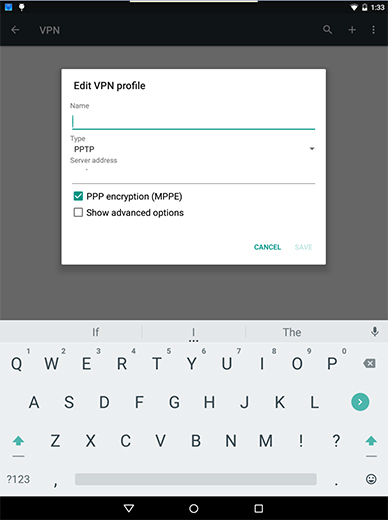 1:33
VPN
Edit VPN profile
Name
Type
PPTP
Server address
PPP encryption (MPPE)
Show advanced options
CANCEL SAVE
If I The
1 2 3 4 5 6 7 8 9 0
Q W E R T Y U I O P
A S D F G H J K L
Z X C V B N M ! ?
?123 , .